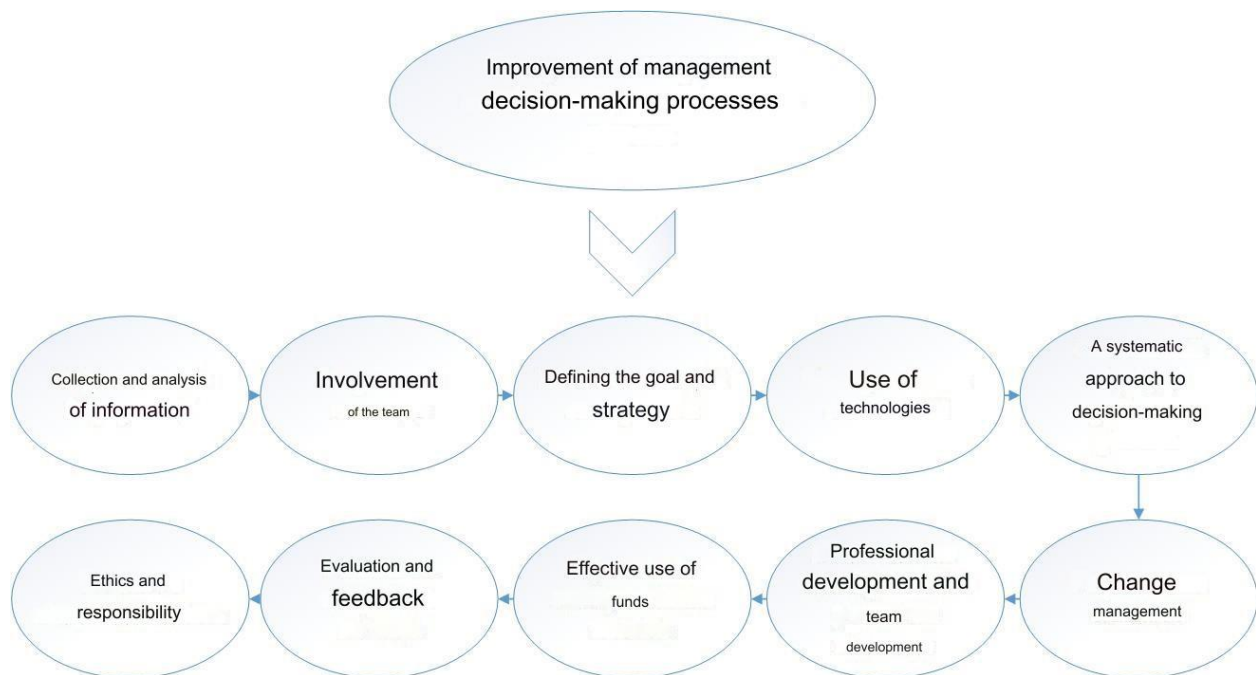 Improvement of management
decision-making processes
Collection and analysis
of information
Involvement
of the team
Defining the goal and
strategy
Use of
technologies
A systematic
approach to
decision-making
Ethics and
responsibility
Evaluation and
feedback
Effective use of
funds
Professional
development and
team
development
Change
management